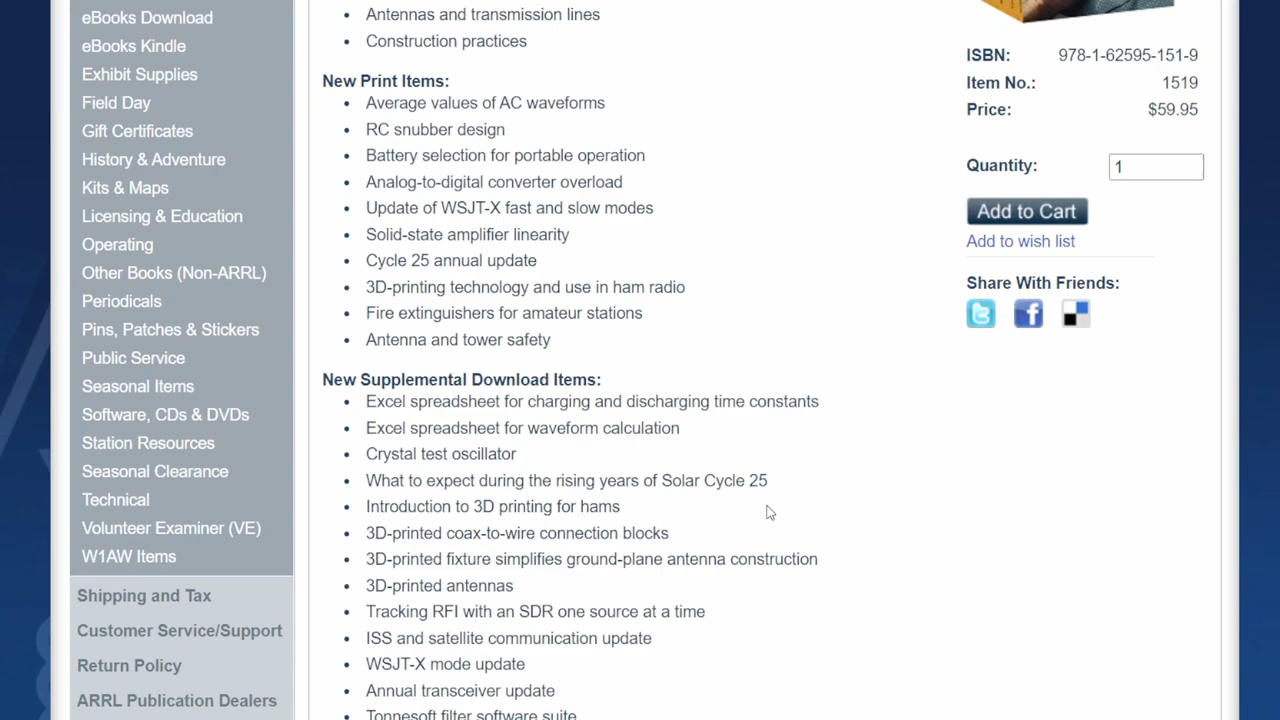 eBooks Download
eBooks Kindle
Exhibit Supplies
Field Day
Gift Certificates
History & Adventure
Kits & Maps
Licensing & Education
Operating
Other Books (Non-ARRL)
Periodicals
Pins, Patches & Stickers
Public Service
Seasonal Items
Software, CDs & DVDs
Station Resources
Seasonal Clearance
Technical
Volunteer Examiner (VE)
W1AW Items
Shipping and Tax
Customer Service/Support
Return Policy
ARRL Publication Dealers
Antennas and transmission lines
Construction practices
New Print Items:
Average values of AC waveforms
RC snubber design
Battery selection for portable operation
Analog-to-digital converter overload
Update of WSJT-X fast and slow modes
Solid-state amplifier linearity
Cycle 25 annual update
3D-printing technology and use in ham radio
Fire extinguishers for amateur stations
Antenna and tower safety
New Supplemental Download Items:
Excel spreadsheet for charging and discharging time constants
Excel spreadsheet for waveform calculation
Crystal test oscillator
What to expect during the rising years of Solar Cycle 25
Introduction to 3D printing for hams
3D-printed coax-to-wire connection blocks
3D-printed fixture simplifies ground-plane antenna construction
3D-printed antennas
Tracking RFI with an SDR one source at a time
ISS and satellite communication update
WSJT-X mode update
Annual transceiver update
Tonnesoft filter software suite
ISBN: 978-1-62595-151-9
Item No.: 1519
Price: $59.95
Quantity: 1
Add to Cart
Add to wish list
Share With Friends: